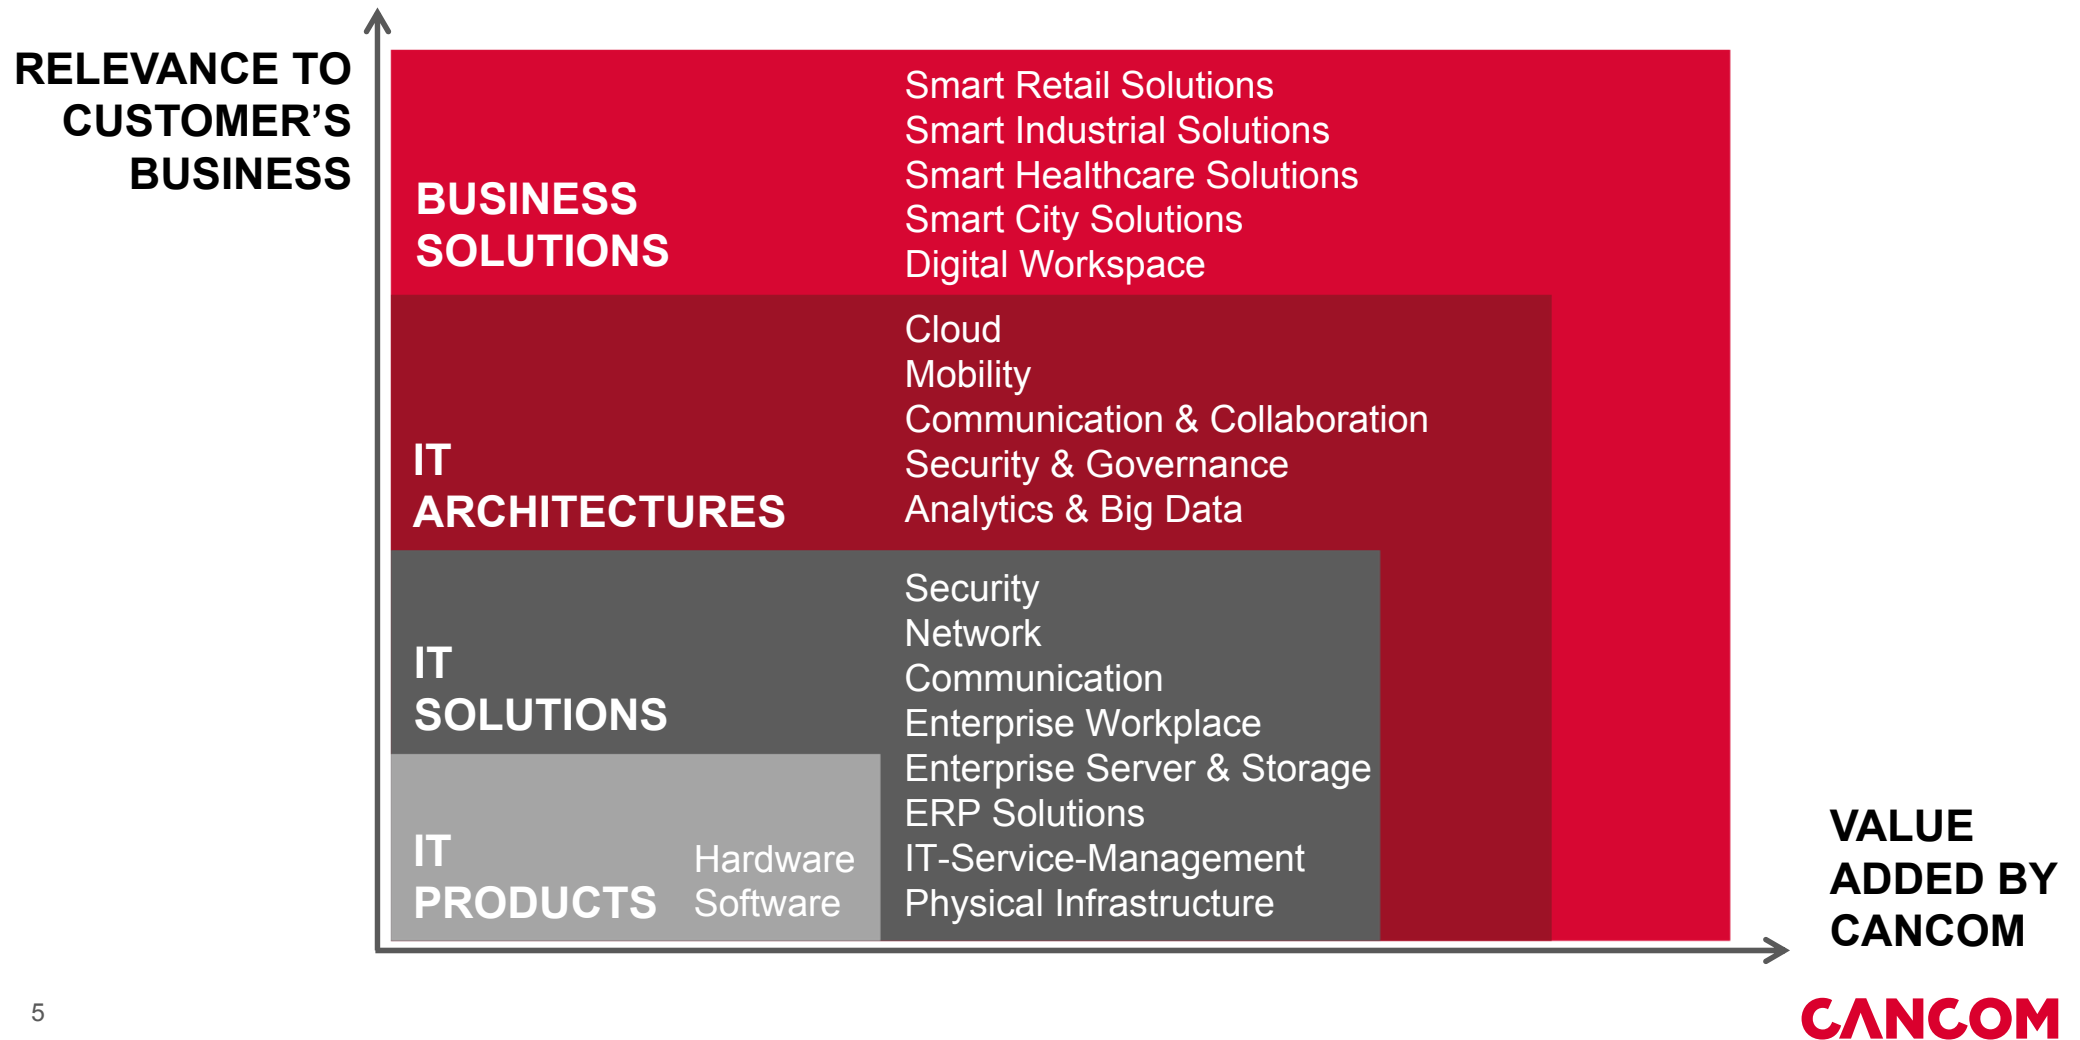 RELEVANCE TO
CUSTOMER’S
BUSINESS
BUSINESS
SOLUTIONS
Smart Retail Solutions
Smart Industrial Solutions
Smart Healthcare Solutions
Smart City Solutions
Digital Workspace
IT
ARCHITECTURES
Cloud
Mobility
Communication & Collaboration
Security & Governance
Analytics & Big Data
IT
SOLUTIONS
Security
Network
Communication
Enterprise Workplace
Enterprise Server & Storage
ERP Solutions
IT-Service-Management
Physical Infrastructure
IT
PRODUCTS
Hardware
Software
VALUE
ADDED BY
CANCOM
5
CANCOM